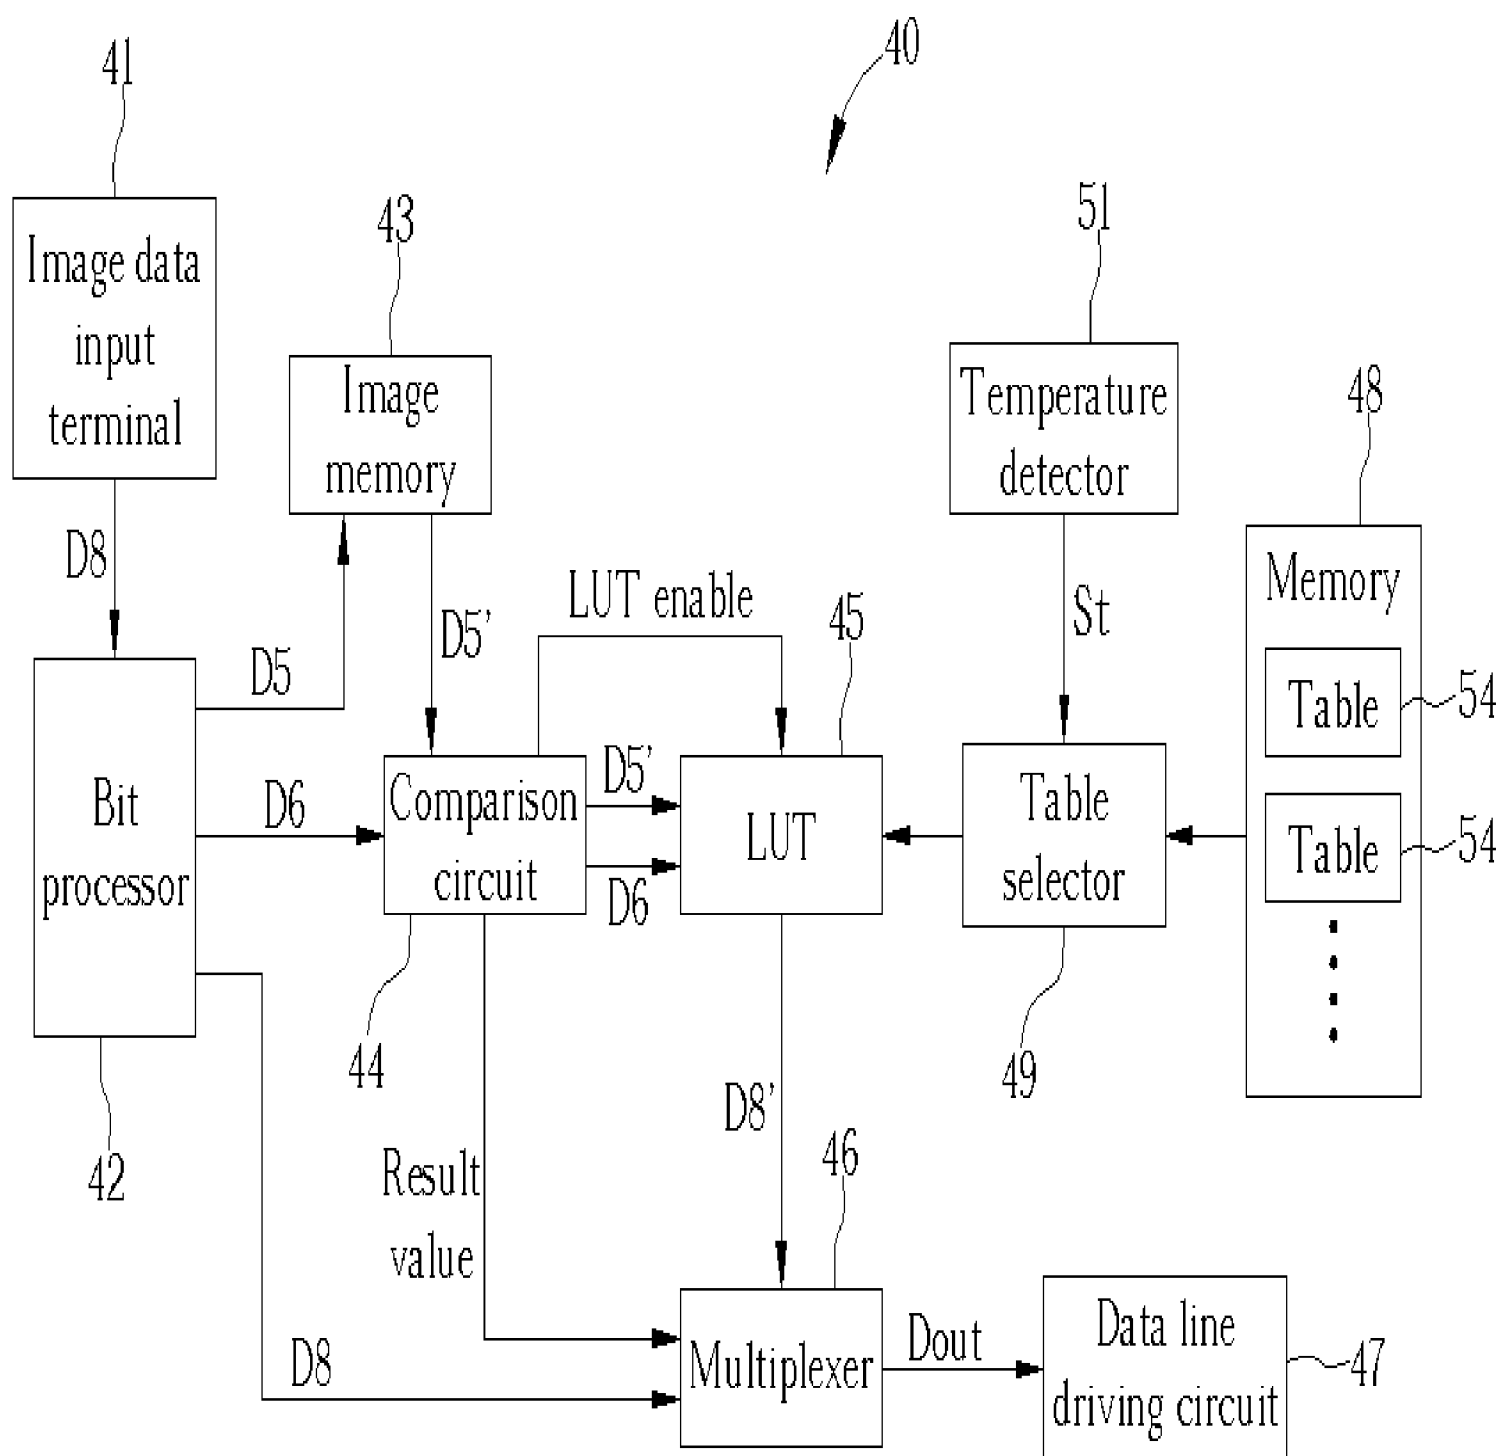 40
41
Image data
input
terminal
43
Image
memory
51
Temperature
detector
48
Memory
Table
54
Table
54
D8
D5
D5’
LUT enable
45
St
Bit
processor
42
D6
Comparison
circuit
44
D5’
D6
LUT
Table
selector
49
Result
value
D8’
46
D8
Multiplexer
Dout
Data line
driving circuit
47